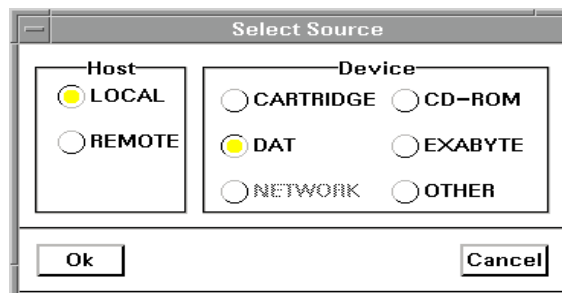 Select Source
Host
LOCAL
REMOTE
Device
CARTRIDGE CD-ROM
DAT EXABYTE
NETWORK OTHER
Ok Cancel